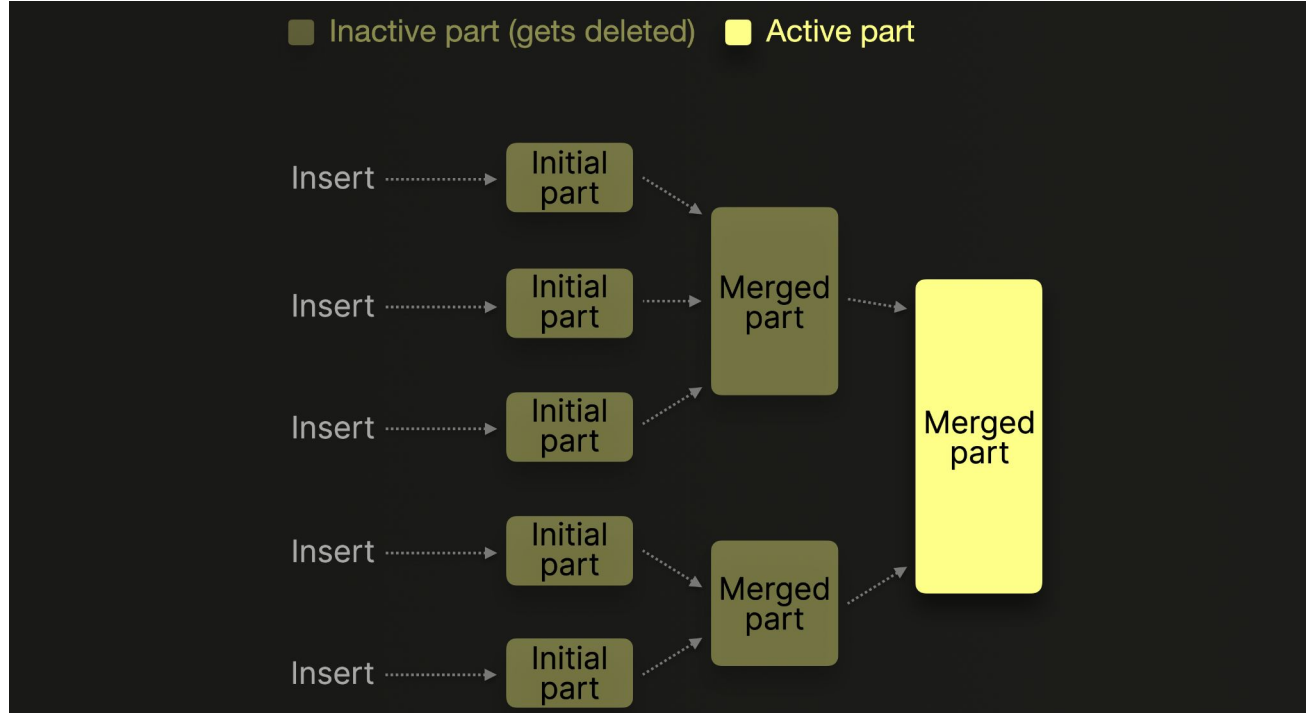 Inactive part (gets deleted) Active part
Insert
Initial
part
Insert
Initial
part
Merged
part
Insert
Initial
part
Merged
part
Insert
Initial
part
Merged
part
Insert
Initial
part